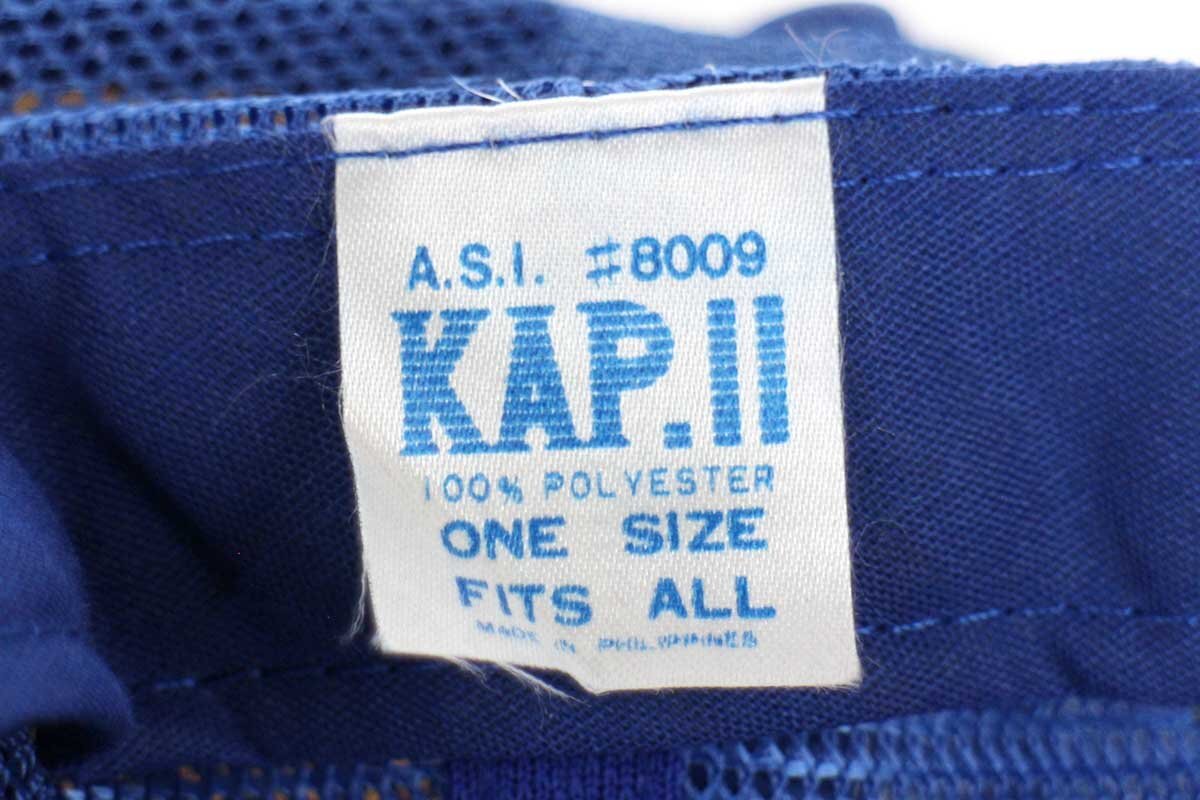 A.S.I. #8009
KAP.II
100% POLYESTER
ONE SIZE
FITS ALL
MADE IN PHILIPPINES